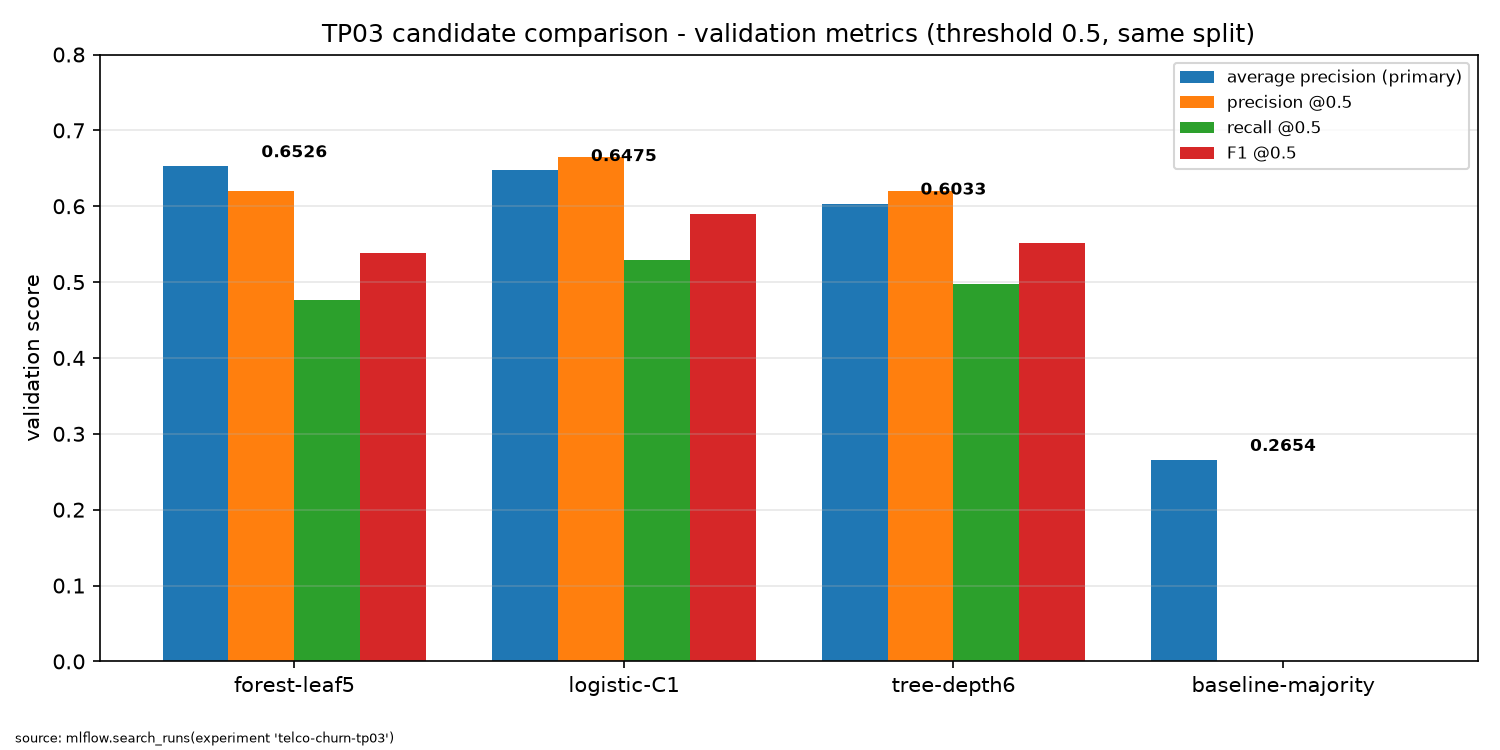 TP03 candidate comparison - validation metrics (threshold 0.5, same split)
0.8
0.7
0.6
0.5
0.4
0.3
0.2
0.1
0.0
validation score
average precision (primary)
precision @0.5
recall @0.5
F1 @0.5
0.6526
0.6475
0.6033
0.2654
forest-leaf5
logistic-C1
tree-depth6
baseline-majority
source: mlflow.search_runs(experiment 'telco-churn-tp03')